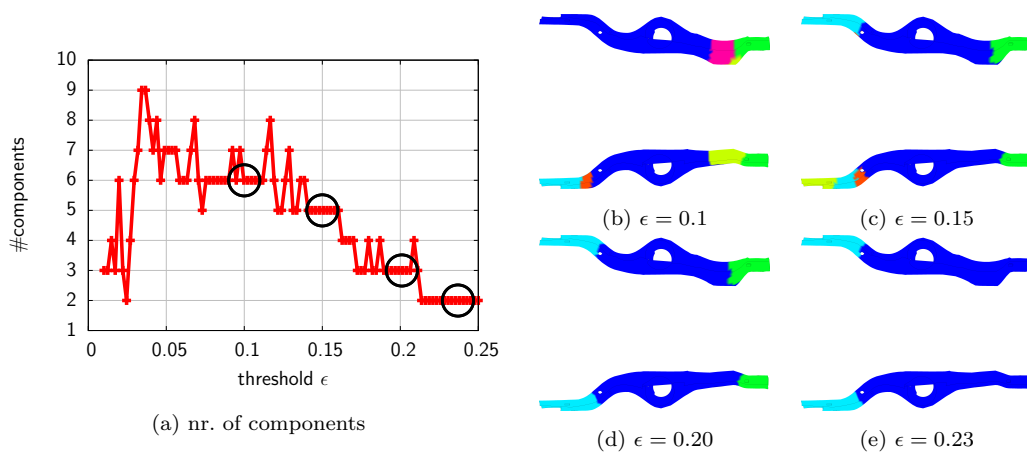 10
9
8
7
6
5
4
3
2
1
#components
0
0.05
0.1
0.15
0.2
0.25
threshold ϵ
(a) nr. of components
(b) ϵ = 0.1
(c) ϵ = 0.15
(d) ϵ = 0.20
(e) ϵ = 0.23